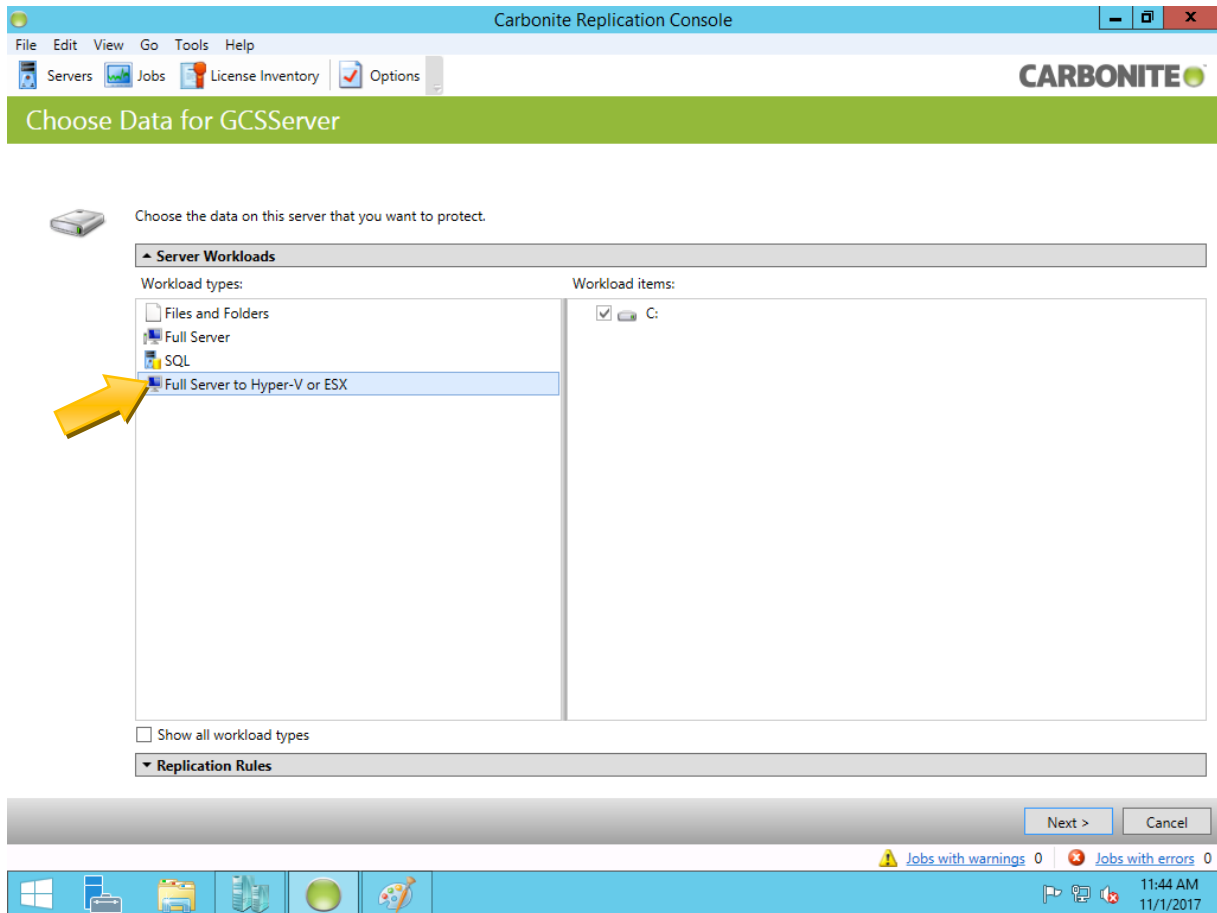 Carbonite Replication Console
File Edit View Go Tools Help
Servers Jobs License Inventory Options
CARBONITE
Choose Data for GCSServer
Choose the data on this server that you want to protect.
Server Workloads
Workload types: Workload items:
Files and Folders C:
Full Server
SQL
Full Server to Hyper-V or ESX
Show all workload types
Replication Rules
Next > Cancel
Jobs with warnings 0 Jobs with errors 0
11:44 AM
11/1/2017